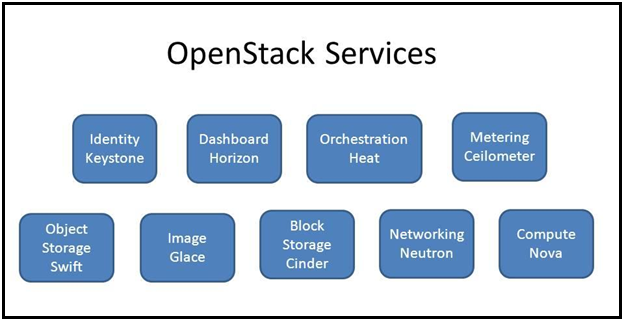 OpenStack Services
Identity
Keystone
Dashboard
Horizon
Orchestration
Heat
Metering
Ceilometer
Object
Storage
Swift
Image
Glace
Block
Storage
Cinder
Networking
Neutron
Compute
Nova